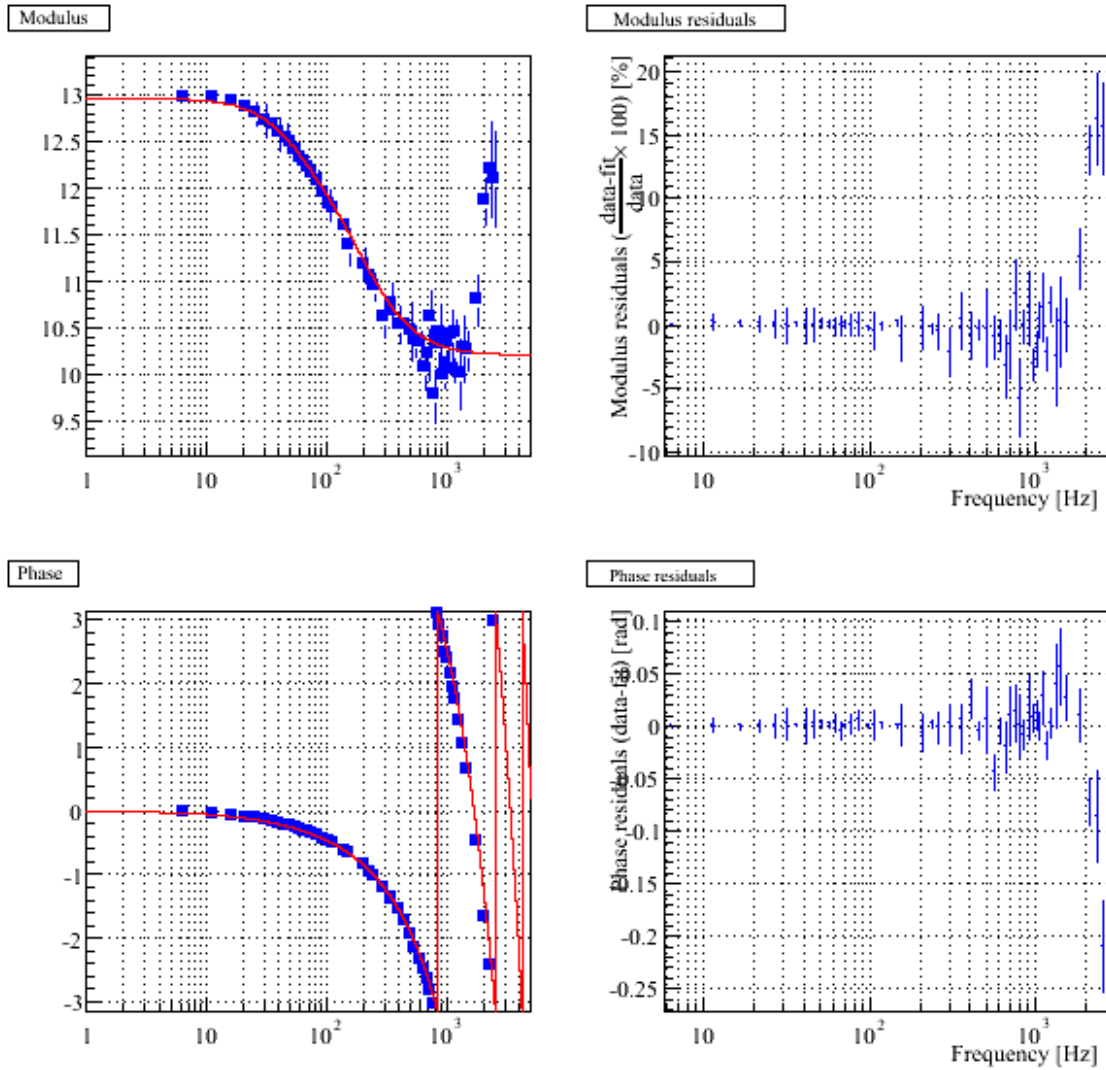 Modulus
13
12.5
12
11.5
11
10.5
10
9.5
1 10 10² 10³
Modulus residuals
Modulus residuals (data-fit/data × 100) [%]
20
15
10
5
0
-5
-10
10 10² 10³
Frequency [Hz]
Phase
3
2
1
0
-1
-2
-3
1 10 10² 10³
Phase residuals
Phase residuals (data-fit) [rad]
0.1
0.05
0
-0.05
-0.1
-0.15
-0.2
-0.25
10 10² 10³
Frequency [Hz]